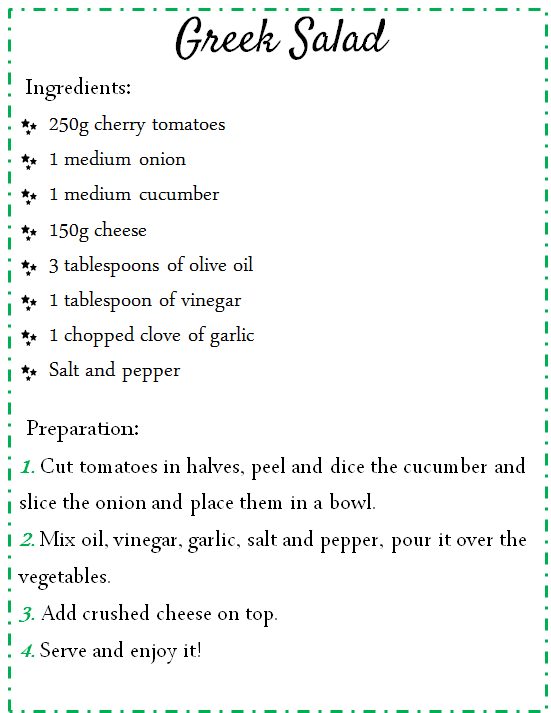 Greek Salad
Ingredients:
250g cherry tomatoes
1 medium onion
1 medium cucumber
150g cheese
3 tablespoons of olive oil
1 tablespoon of vinegar
1 chopped clove of garlic
Salt and pepper
Preparation:
1. Cut tomatoes in halves, peel and dice the cucumber and
slice the onion and place them in a bowl.
2. Mix oil, vinegar, garlic, salt and pepper, pour it over the
vegetables.
3. Add crushed cheese on top.
4. Serve and enjoy it!